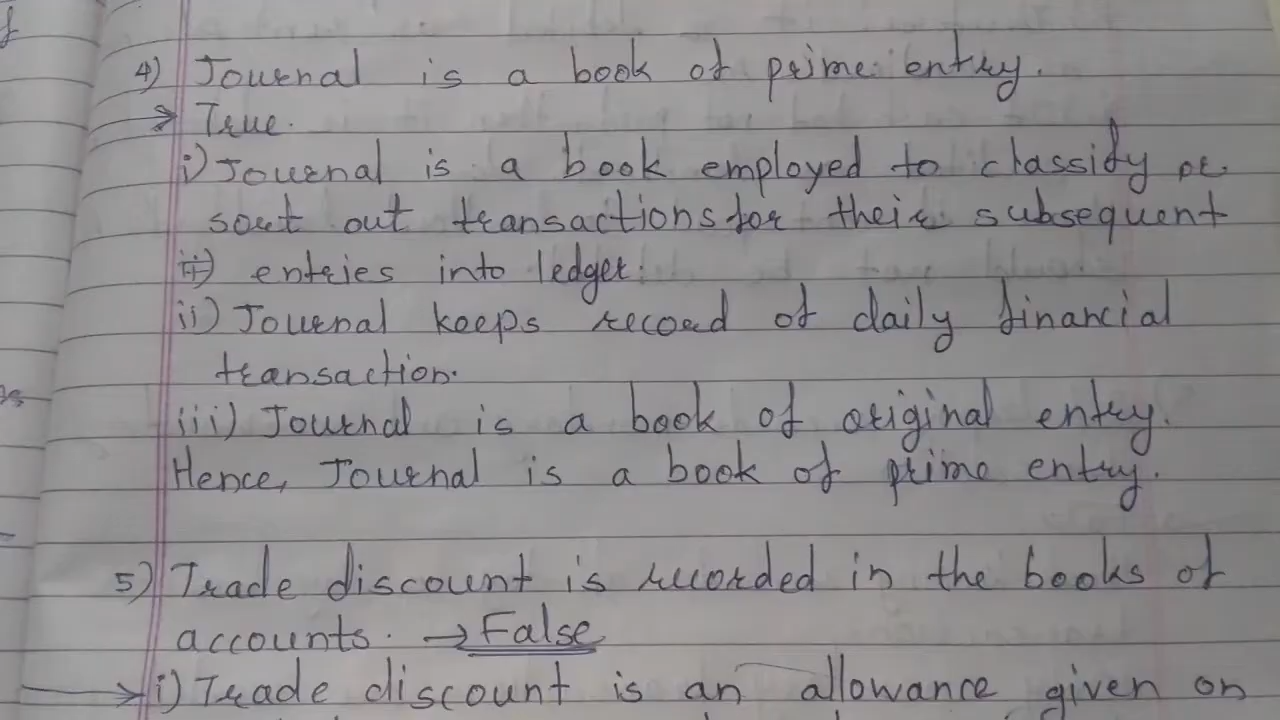 4) Journal is a book of prime entry.
True.
i) Journal is a book employed to classify or
sort out transactions for their subsequent
entries into ledger.
ii) Journal keeps record of daily financial
transaction.
iii) Journal is a book of original entry.
Hence, Journal is a book of prime entry.
5) Trade discount is recorded in the books of
accounts. → False
→ i) Trade discount is an allowance given on